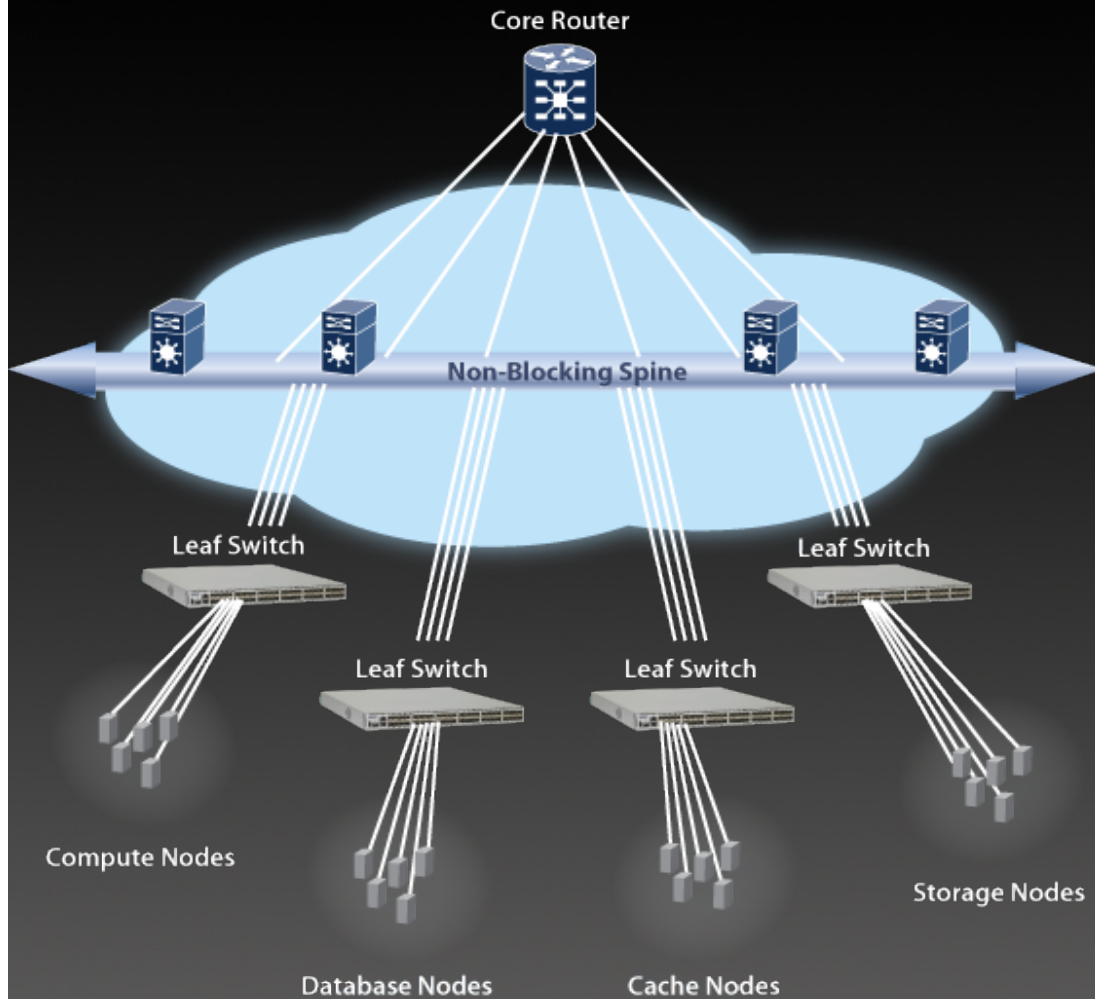 Core Router
Non-Blocking Spine
Leaf Switch
Leaf Switch
Leaf Switch
Leaf Switch
Compute Nodes
Storage Nodes
Database Nodes
Cache Nodes